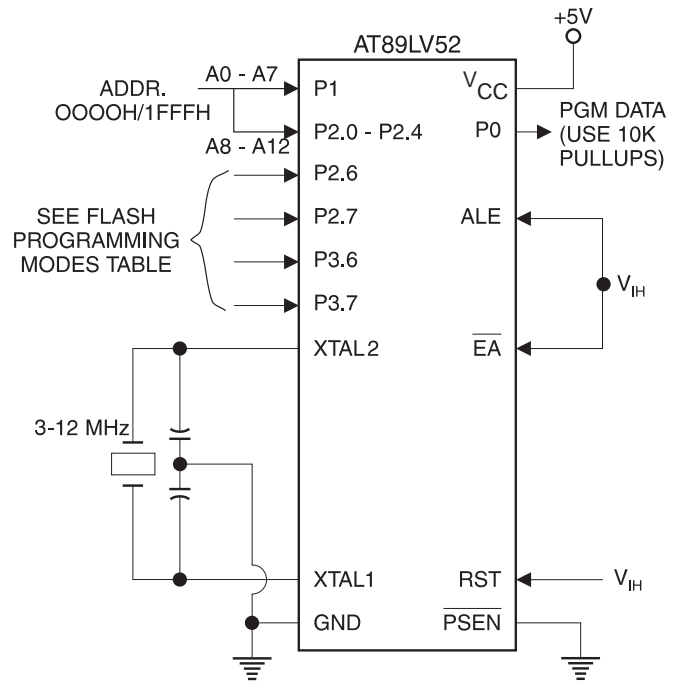 +5V
AT89LV52
A0 - A7
ADDR.
OOOOH/1FFFH
P1
VCC
PGM DATA
(USE 10K
PULLUPS)
P2.0 - P2.4
P0
A8 - A12
P2.6
SEE FLASH
PROGRAMMING
MODES TABLE
P2.7
ALE
P3.6
VIH
P3.7
XTAL2
EA
3-12 MHz
XTAL1
RST
VIH
GND
PSEN